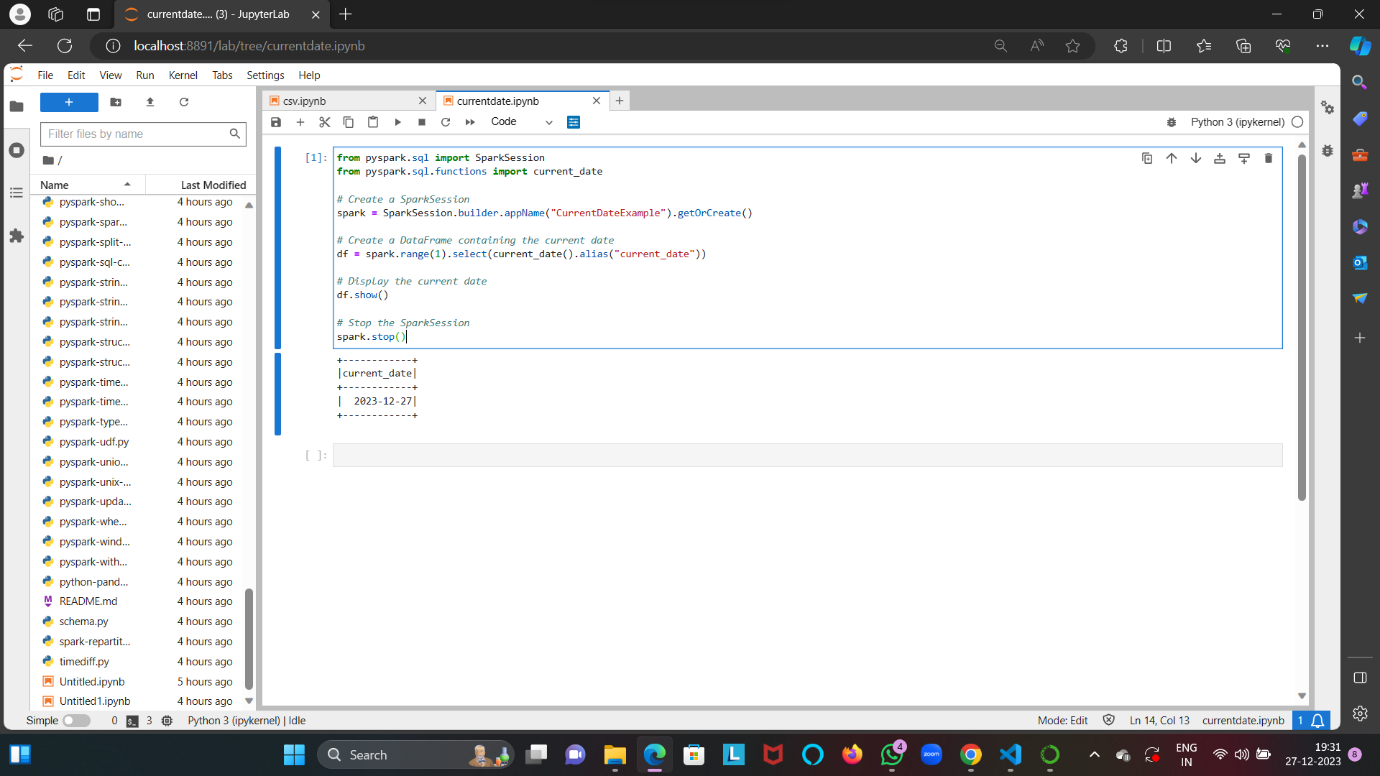 currentdate.... (3) - JupyterLab
localhost:8891/lab/tree/currentdate.ipynb
File Edit View Run Kernel Tabs Settings Help
csv.ipynb
currentdate.ipynb
Filter files by name
Code
Python 3 (ipykernel)
/
Name Last Modified
pyspark-sho... 4 hours ago
pyspark-spar... 4 hours ago
pyspark-split-... 4 hours ago
pyspark-sql-c... 4 hours ago
pyspark-strin... 4 hours ago
pyspark-strin... 4 hours ago
pyspark-strin... 4 hours ago
pyspark-struc... 4 hours ago
pyspark-struc... 4 hours ago
pyspark-time... 4 hours ago
pyspark-time... 4 hours ago
pyspark-type... 4 hours ago
pyspark-udf.py 4 hours ago
pyspark-unio... 4 hours ago
pyspark-unix-... 4 hours ago
pyspark-upda... 4 hours ago
pyspark-whe... 4 hours ago
pyspark-wind... 4 hours ago
pyspark-with... 4 hours ago
python-pand... 4 hours ago
README.md 4 hours ago
schema.py 4 hours ago
spark-repartit... 4 hours ago
timediff.py 4 hours ago
Untitled.ipynb 5 hours ago
Untitled1.ipynb 4 hours ago
[1]:
from pyspark.sql import SparkSession
from pyspark.sql.functions import current_date
# Create a SparkSession
spark = SparkSession.builder.appName("CurrentDateExample").getOrCreate()
# Create a DataFrame containing the current date
df = spark.range(1).select(current_date().alias("current_date"))
# Display the current date
df.show()
# Stop the SparkSession
spark.stop()
+------------+
|current_date|
+------------+
|  2023-12-27|
+------------+
[ ]:
Simple 0 3 Python 3 (ipykernel) | Idle Mode: Edit Ln 14, Col 13 currentdate.ipynb 1
Search
L
4
zoom
ENG
IN
19:31
27-12-2023
8